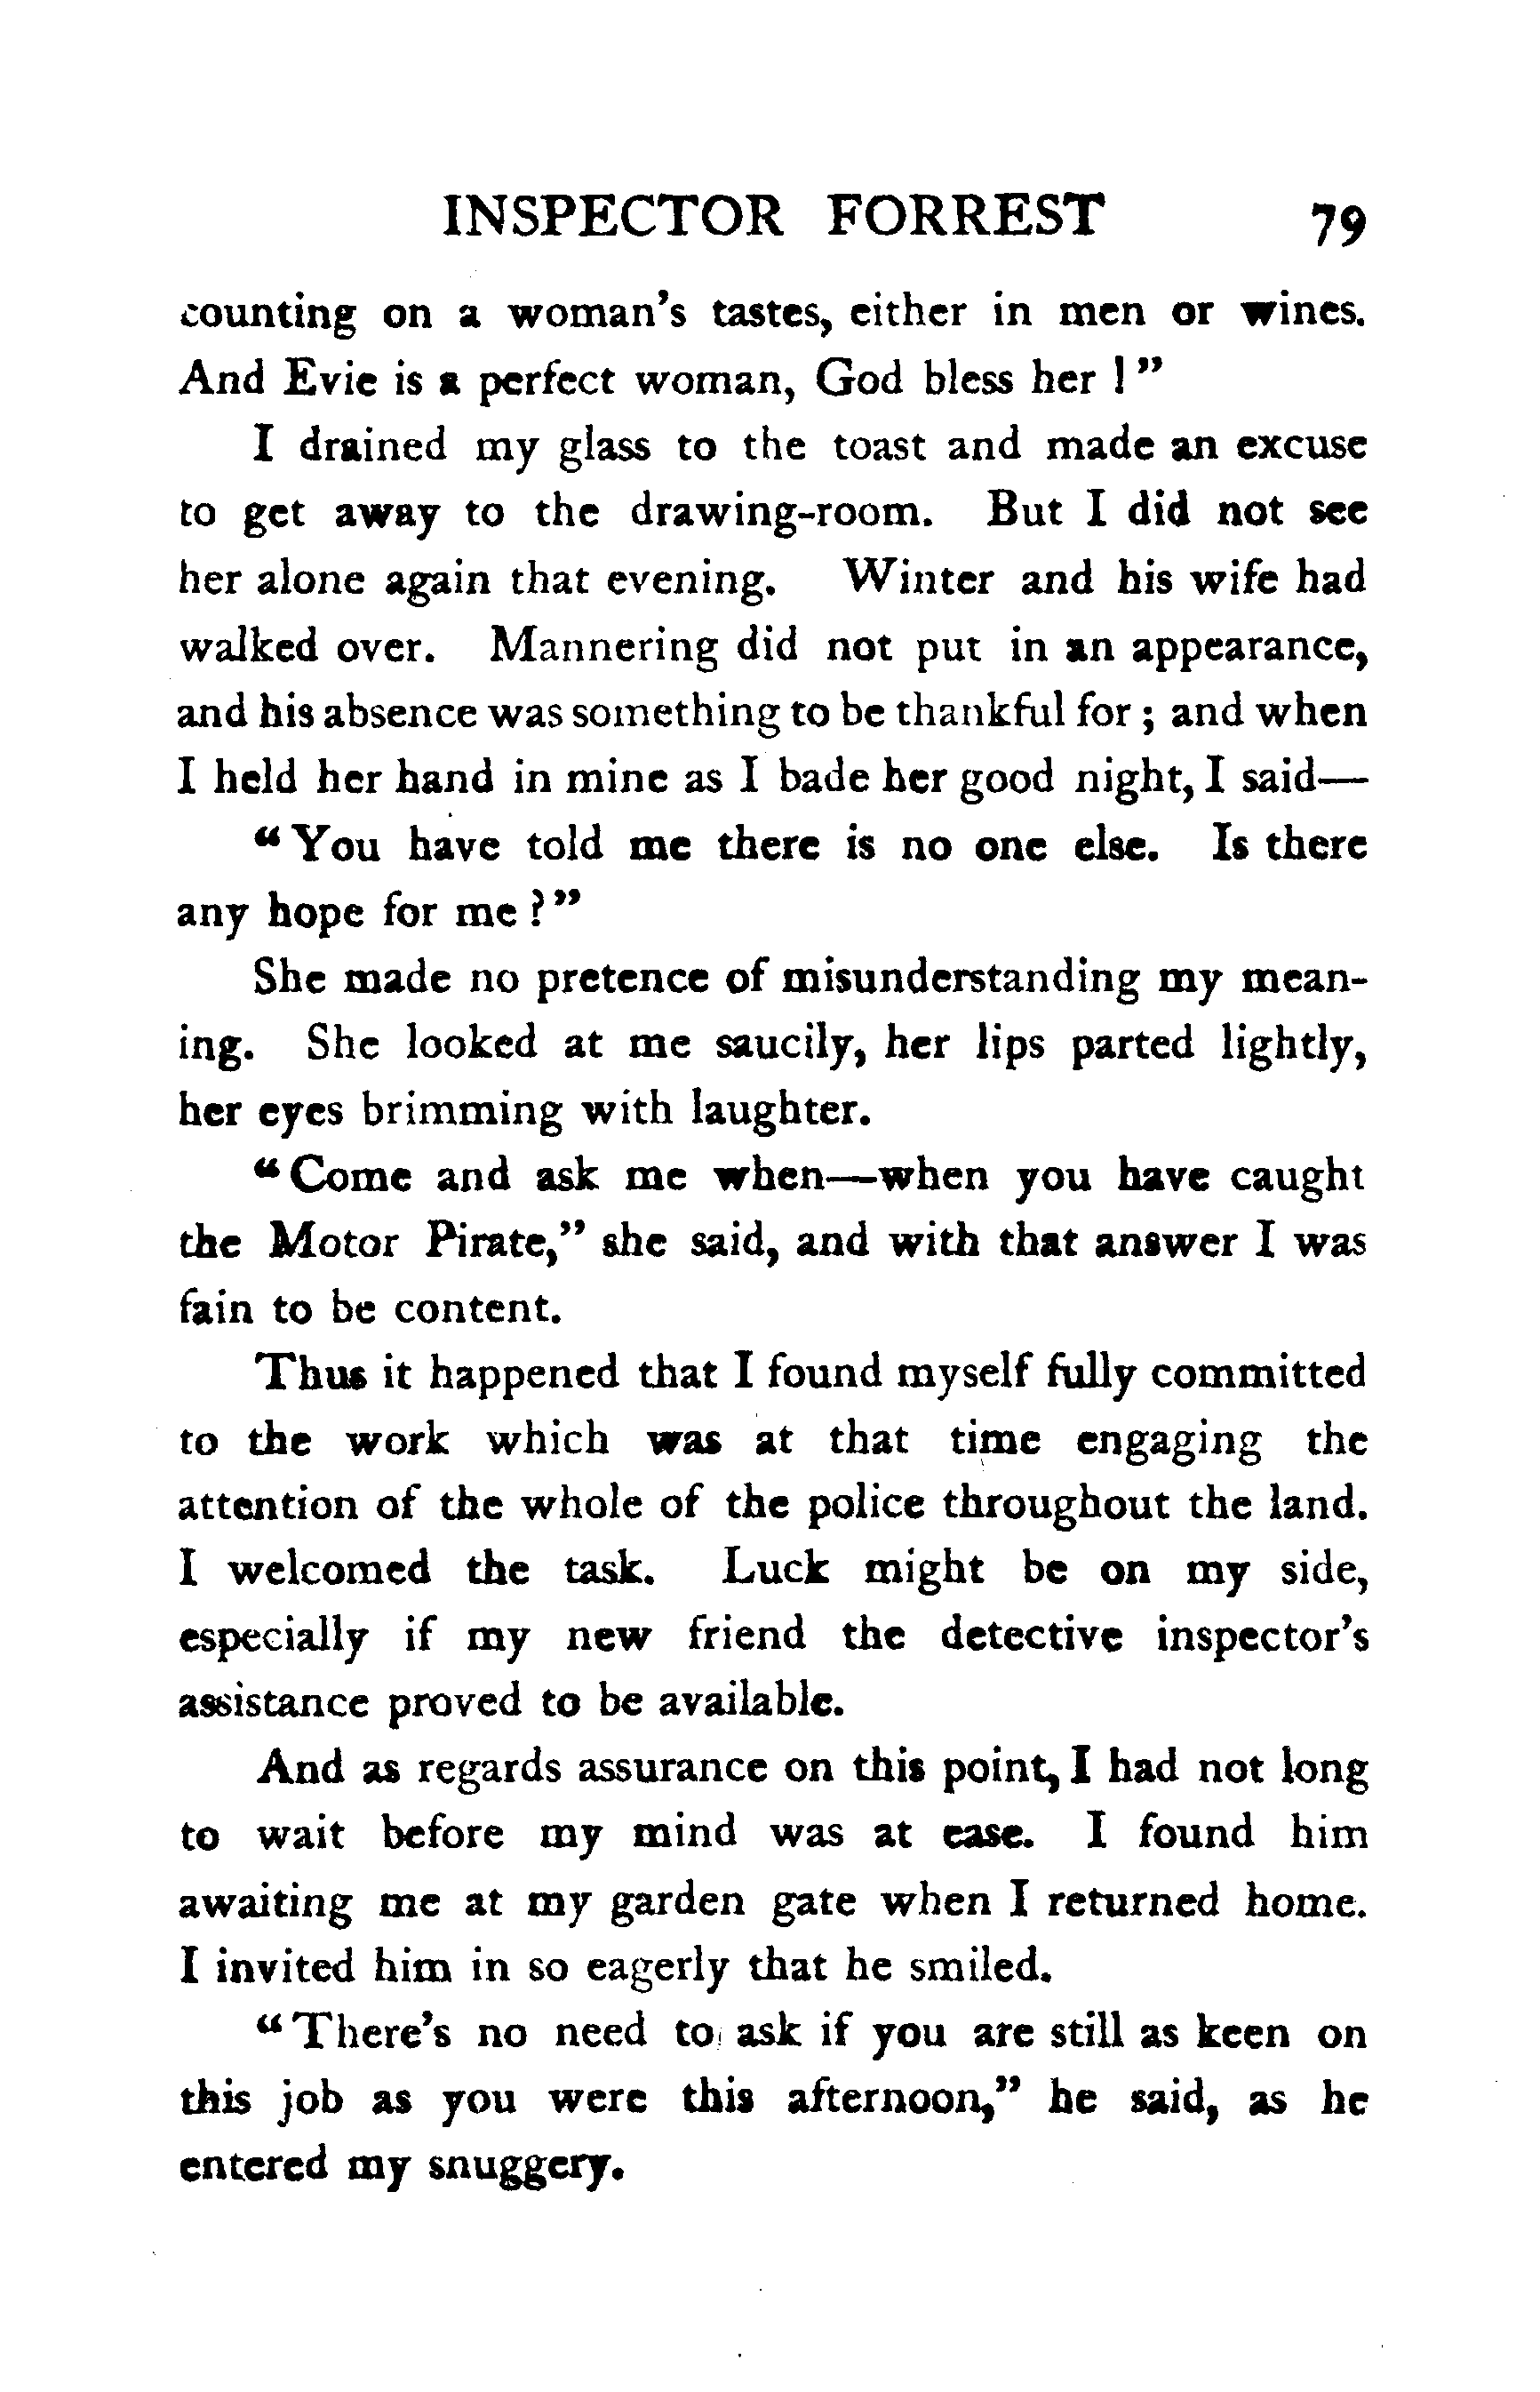 INSPECTOR FORREST 79
counting on a woman's tastes, either in men or wines.
And Evie is a perfect woman, God bless her ! "
I drained my glass to the toast and made an excuse
to get away to the drawing-room. But I did not see
her alone again that evening. Winter and his wife had
walked over. Mannering did not put in an appearance,
and his absence was something to be thankful for ; and when
I held her hand in mine as I bade her good night, I said—
" You have told me there is no one else. Is there
any hope for me ? "
She made no pretence of misunderstanding my mean-
ing. She looked at me saucily, her lips parted lightly,
her eyes brimming with laughter.
" Come and ask me when—when you have caught
the Motor Pirate," she said, and with that answer I was
fain to be content.
Thus it happened that I found myself fully committed
to the work which was at that time engaging the
attention of the whole of the police throughout the land.
I welcomed the task. Luck might be on my side,
especially if my new friend the detective inspector's
assistance proved to be available.
And as regards assurance on this point, I had not long
to wait before my mind was at ease. I found him
awaiting me at my garden gate when I returned home.
I invited him in so eagerly that he smiled.
" There's no need to ask if you are still as keen on
this job as you were this afternoon," he said, as he
entered my snuggery.